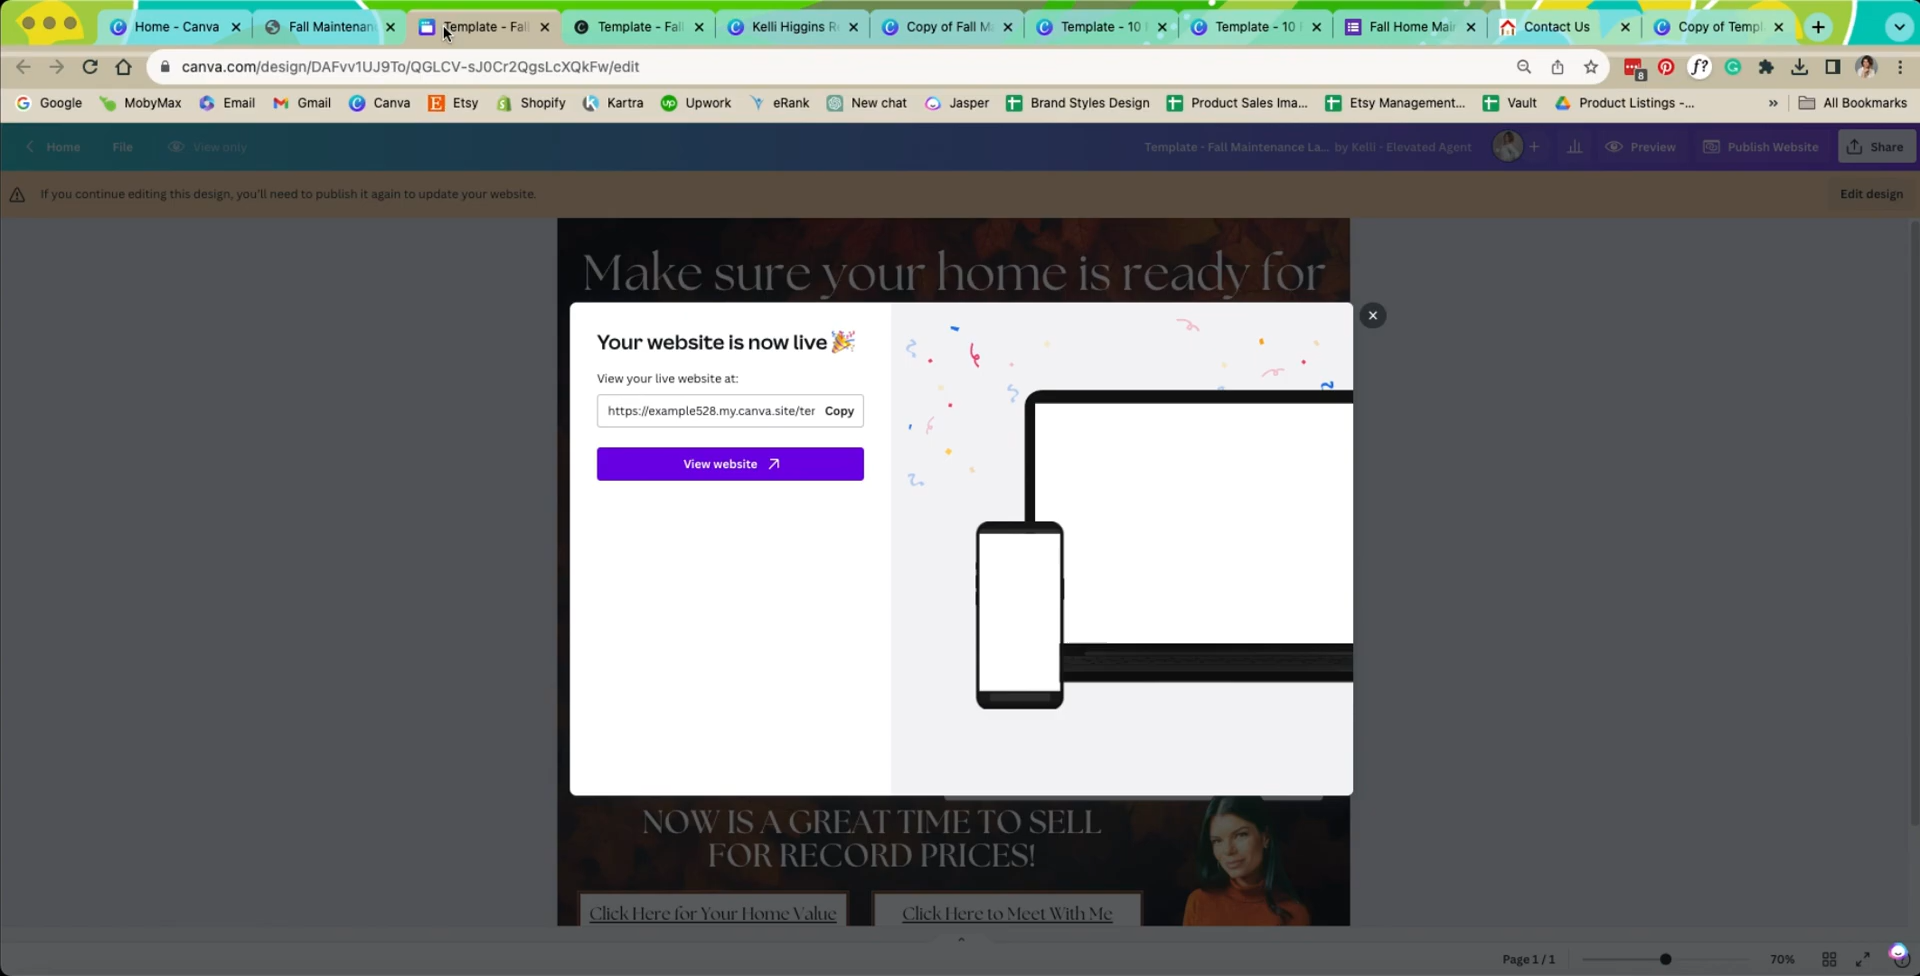 Home - Canva
Fall Maintenan
Template - Fal
Template - Fal
Kelli Higgins R
Copy of Fall M
Template - 10
Template - 10
Fall Home Mai
Contact Us
Copy of Templ
canva.com/design/DAFvv1UJ9To/QGLCV-sJ0Cr2QgsLcXQkFw/edit
8
f?
Google
MobyMax
Email
Gmail
Canva
Etsy
Shopify
Kartra
Upwork
eRank
New chat
Jasper
Brand Styles Design
Product Sales Ima...
Etsy Management...
Vault
Product Listings -...
»
All Bookmarks
Home
File
View only
Template - Fall Maintenance La... by Kelli - Elevated Agent
Preview
Publish Website
Share
If you continue editing this design, you'll need to publish it again to update your website.
Edit design
Make sure your home is ready for
Your website is now live
View your live website at:
https://example528.my.canva.site/ter
Copy
View website
NOW IS A GREAT TIME TO SELL
FOR RECORD PRICES!
Click Here for Your Home Value
Click Here to Meet With Me
Page 1 / 1
70%